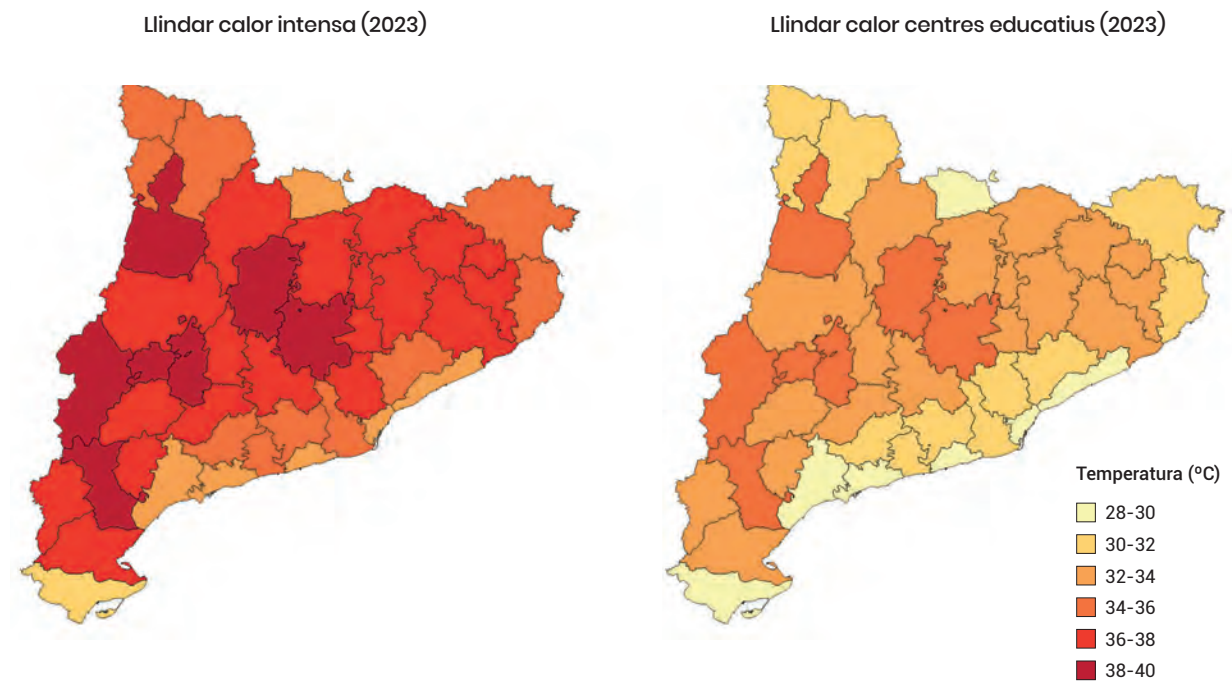 Llindar calor intensa (2023)
Llindar calor centres educatius (2023)
Temperatura (ºC)
28-30
30-32
32-34
34-36
36-38
38-40